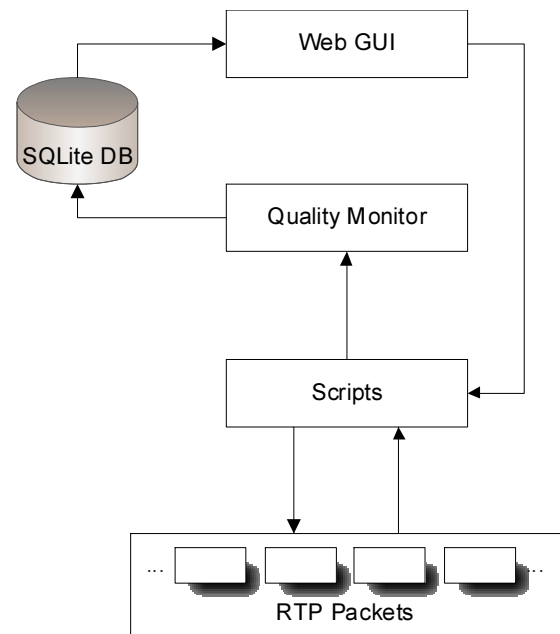 Web GUI
SQLite DB
Quality Monitor
Scripts
... ...
RTP Packets